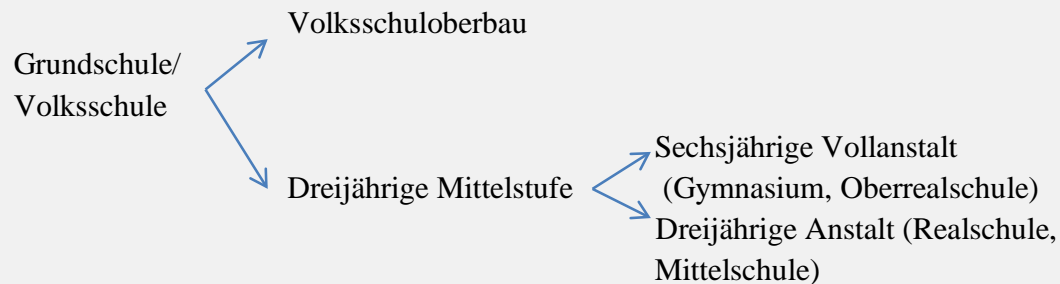 Volksschuloberbau
Grundschule/
Volksschule
Dreijährige Mittelstufe
Sechsjährige Vollanstalt
(Gymnasium, Oberrealschule)
Dreijährige Anstalt (Realschule,
Mittelschule)